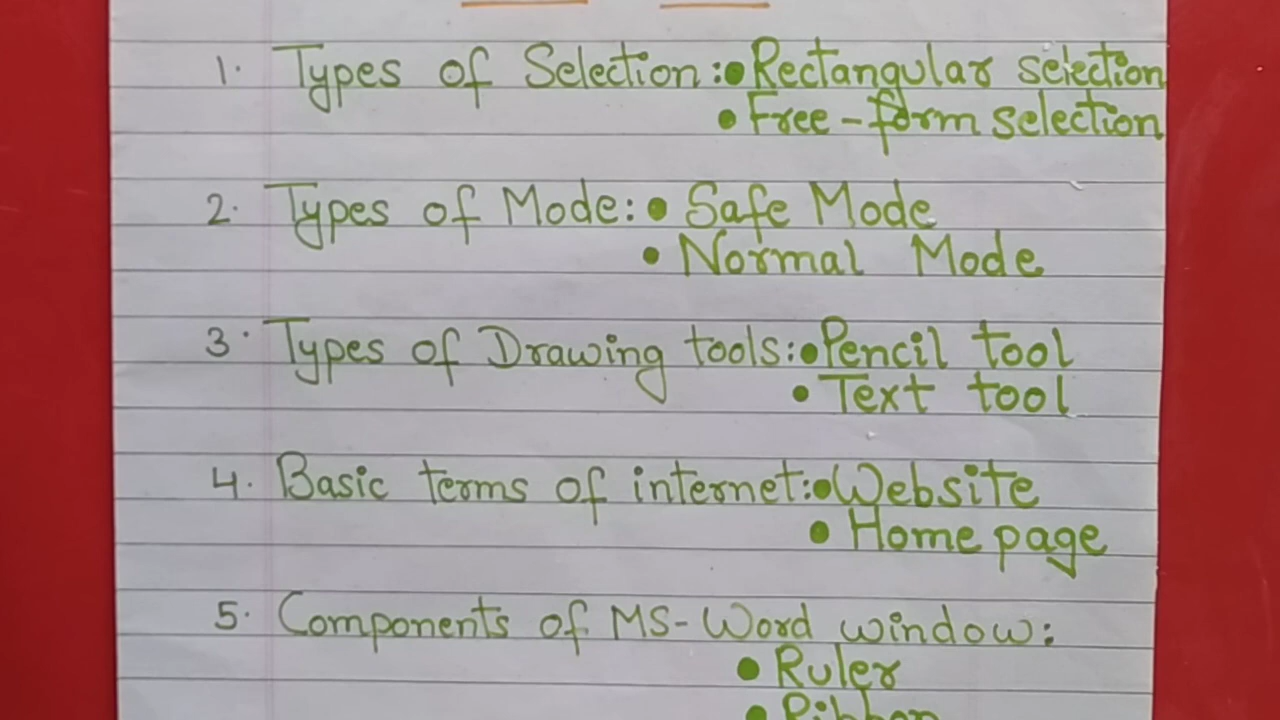 1. Types of Selection: • Rectangular selection
• Free-form selection
2. Types of Mode: • Safe Mode
• Normal Mode
3. Types of Drawing tools: • Pencil tool
• Text tool
4. Basic terms of internet: • Website
• Home page
5. Components of MS-Word window:
• Ruler
• Ribbon